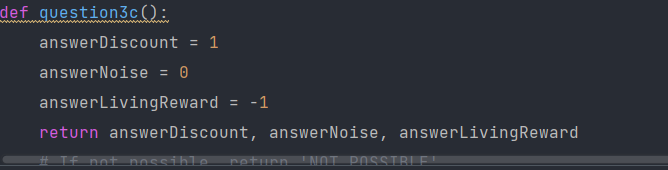 def question3c():
answerDiscount = 1
answerNoise = 0
answerLivingReward = -1
return answerDiscount, answerNoise, answerLivingReward
# If not possible, return 'NOT POSSIBLE'